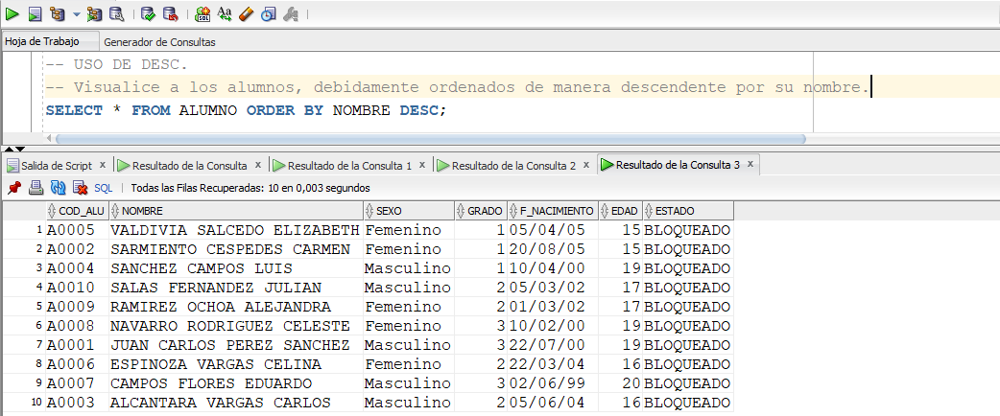 Hoja de Trabajo Generador de Consultas
-- USO DE DESC.
-- Visualice a los alumnos, debidamente ordenados de manera descendente por su nombre.
SELECT * FROM ALUMNO ORDER BY NOMBRE DESC;
Salida de Script x Resultado de la Consulta x Resultado de la Consulta 1 x Resultado de la Consulta 2 x Resultado de la Consulta 3 x
SQL | Todas las Filas Recuperadas: 10 en 0,003 segundos
COD_ALU NOMBRE SEXO GRADO F_NACIMIENTO EDAD ESTADO
1 A0005 VALDIVIA SALCEDO ELIZABETH Femenino 1 05/04/05 15 BLOQUEADO
2 A0002 SARMIENTO CESPEDES CARMEN Femenino 1 20/08/05 15 BLOQUEADO
3 A0004 SANCHEZ CAMPOS LUIS Masculino 1 10/04/00 19 BLOQUEADO
4 A0010 SALAS FERNANDEZ JULIAN Masculino 2 05/03/02 17 BLOQUEADO
5 A0009 RAMIREZ OCHOA ALEJANDRA Femenino 2 01/03/02 17 BLOQUEADO
6 A0008 NAVARRO RODRIGUEZ CELESTE Femenino 3 10/02/00 19 BLOQUEADO
7 A0001 JUAN CARLOS PEREZ SANCHEZ Masculino 3 22/07/00 19 BLOQUEADO
8 A0006 ESPINOZA VARGAS CELINA Femenino 2 22/03/04 16 BLOQUEADO
9 A0007 CAMPOS FLORES EDUARDO Masculino 3 02/06/99 20 BLOQUEADO
10 A0003 ALCANTARA VARGAS CARLOS Masculino 2 05/06/04 16 BLOQUEADO